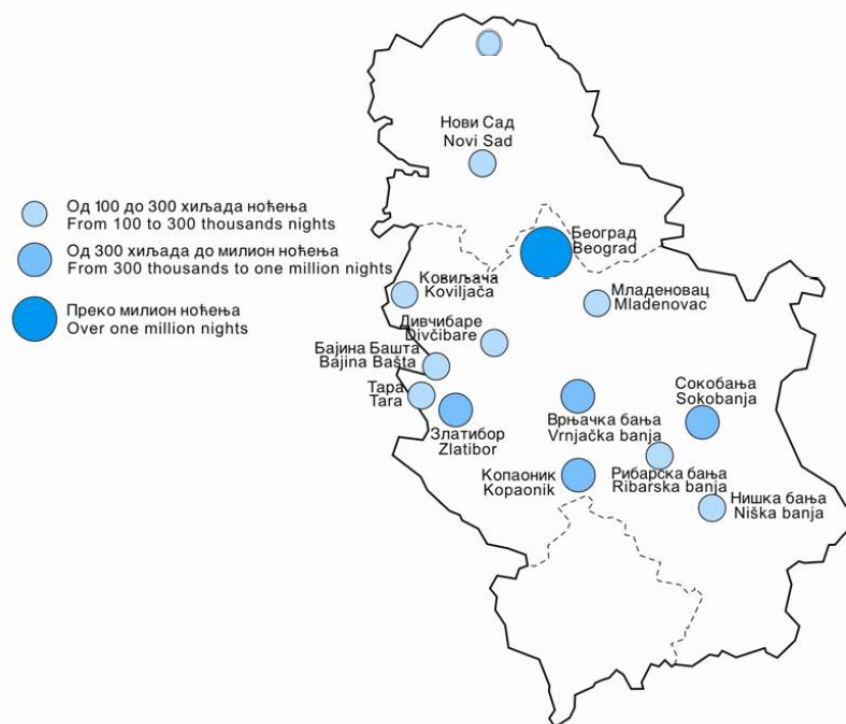 Нови Сад
Novi Sad
Од 100 до 300 хиљада ноћења
From 100 to 300 thousands nights
Од 300 хиљада до милион ноћења
From 300 thousands to one million nights
Преко милион ноћења
Over one million nights
Београд
Beograd
Ковиљача
Koviljača
Младеновац
Mladenovac
Дивчибаре
Divčibare
Бајина Башта
Bajina Bašta
Тара
Tara
Златибор
Zlatibor
Врњачка бања
Vrnjačka banja
Сокобања
Sokobanja
Копаоник
Kopaonik
Рибарска бања
Ribarska banja
Нишка бања
Niška banja